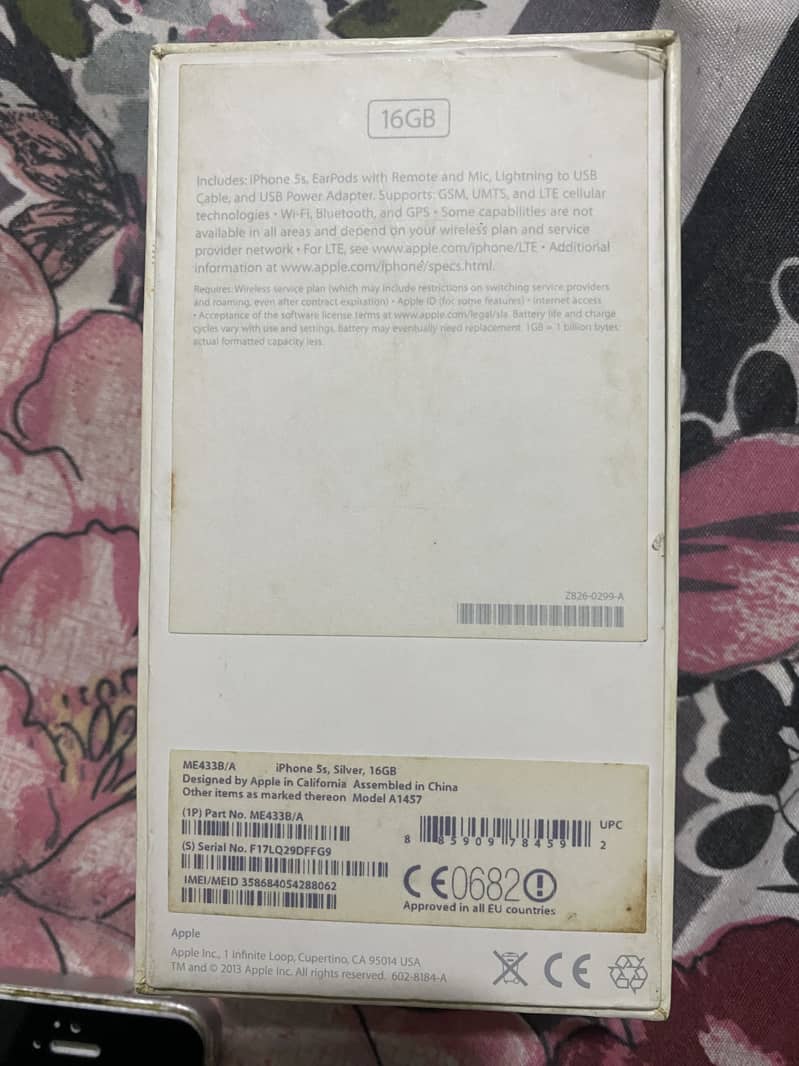 16GB
Includes: iPhone 5s, EarPods with Remote and Mic, Lightning to USB
Cable, and USB Power Adapter. Supports: GSM, UMTS, and LTE cellular
technologies • Wi-Fi, Bluetooth, and GPS • Some capabilities are not
available in all areas and depend on your wireless plan and service
provider network • For LTE, see www.apple.com/iphone/LTE • Additional
information at www.apple.com/iphone/specs.html.
Requires: Wireless service plan (which may include restrictions on switching service providers
and roaming, even after contract expiration) • Apple ID (for some features) • Internet access
• Acceptance of the software license terms at www.apple.com/legal/sla. Battery life and charge
cycles vary with use and settings. Battery may eventually need replacement. 1GB = 1 billion bytes;
actual formatted capacity less.
Z826-0299-A
ME433B/A iPhone 5s, Silver, 16GB
Designed by Apple in California Assembled in China
Other items as marked thereon Model A1457
(1P) Part No. ME433B/A
UPC
8 85909 78459 2
(S) Serial No. F17LQ29DFFG9
IMEI/MEID 358684054288062
CE0682
Approved in all EU countries
Apple
Apple Inc., 1 Infinite Loop, Cupertino, CA 95014 USA
TM and © 2013 Apple Inc. All rights reserved. 602-8184-A
CE